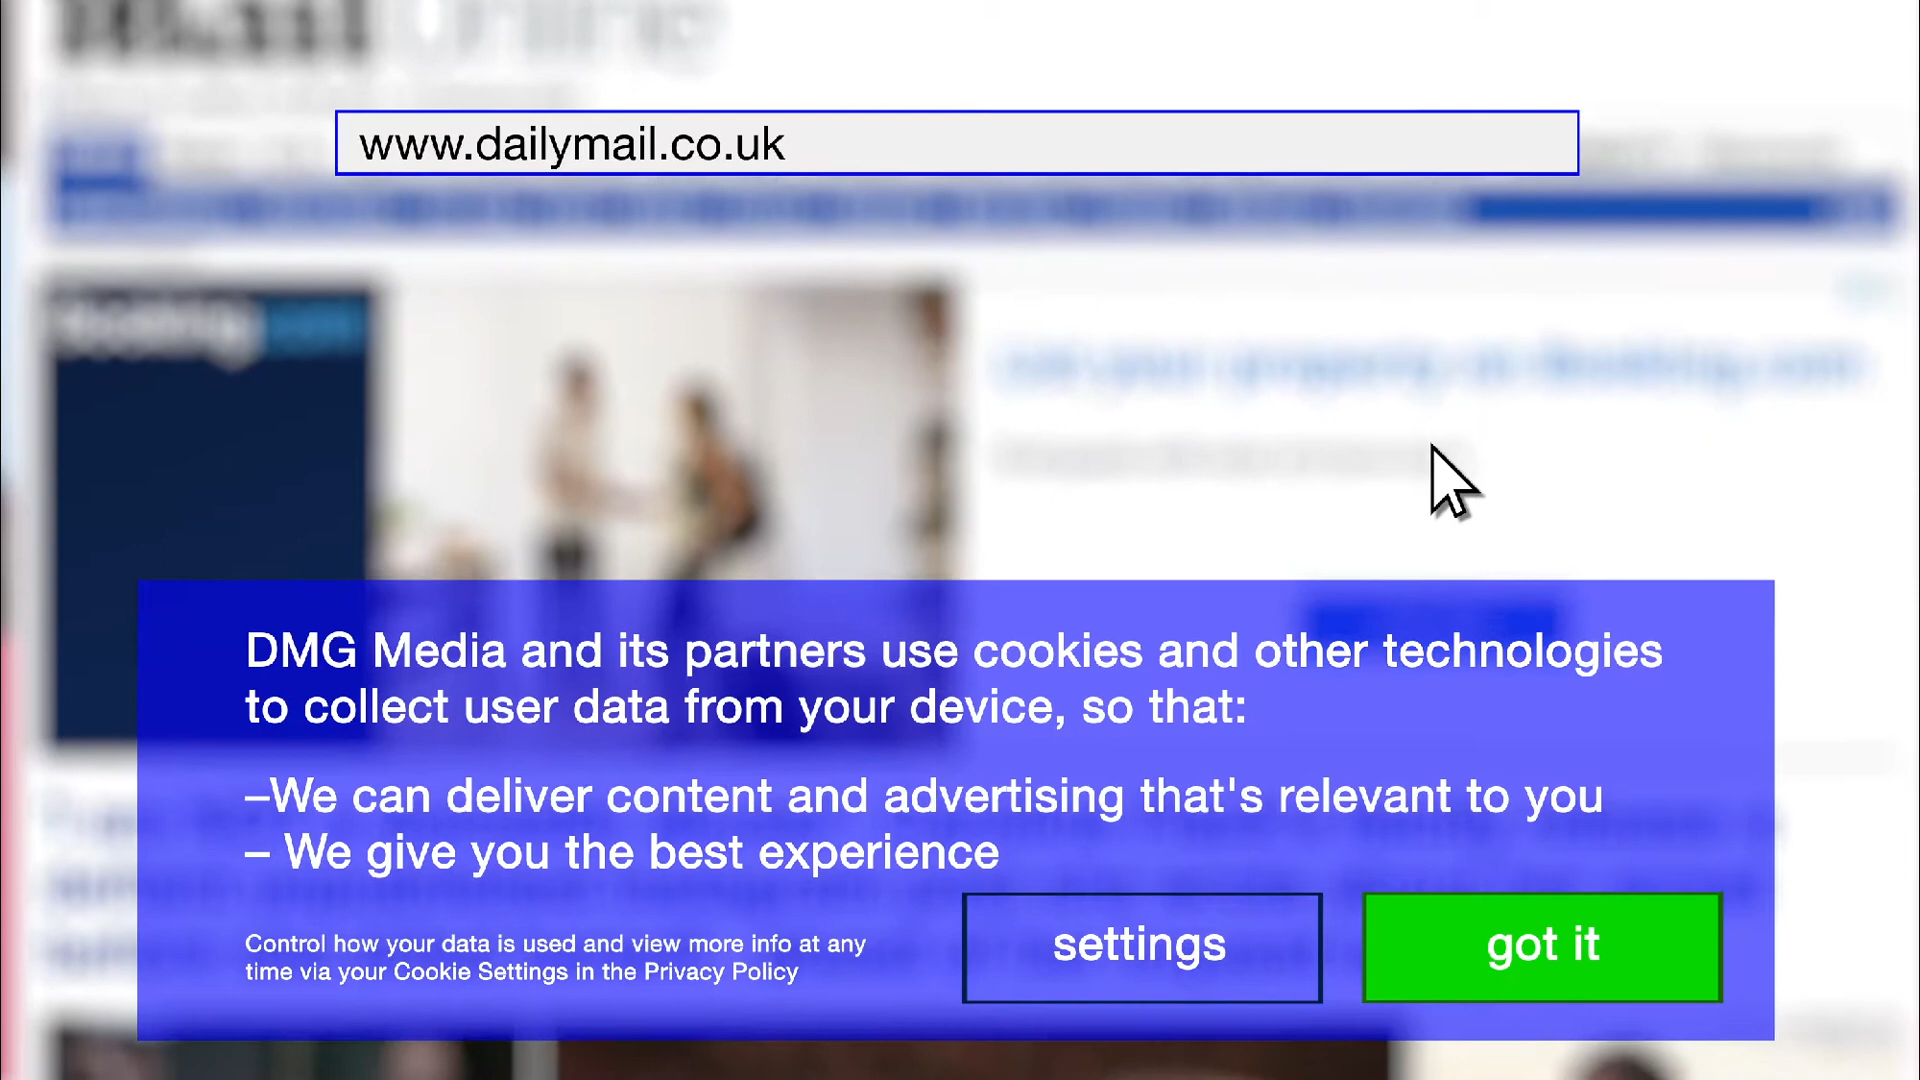 www.dailymail.co.uk
DMG Media and its partners use cookies and other technologies
to collect user data from your device, so that:
–We can deliver content and advertising that's relevant to you
– We give you the best experience
Control how your data is used and view more info at any
time via your Cookie Settings in the Privacy Policy
settings
got it